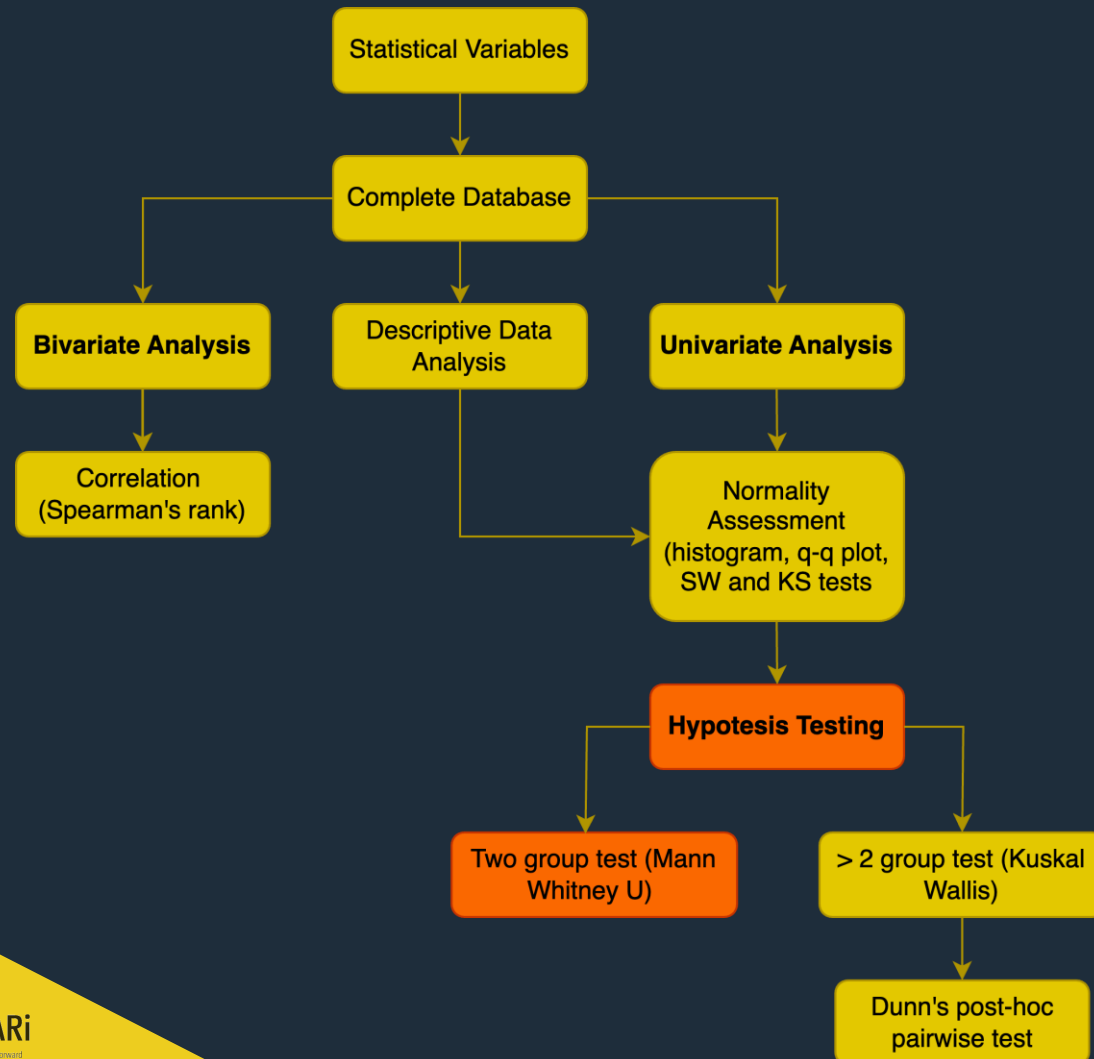 Statistical Variables
Complete Database
Bivariate Analysis
Descriptive Data
Analysis
Univariate Analysis
Correlation
(Spearman's rank)
Normality
Assessment
(histogram, q-q plot,
SW and KS tests
Hypotesis Testing
Two group test (Mann
Whitney U)
> 2 group test (Kuskal
Wallis)
Dunn's post-hoc
pairwise test
ARi
orward